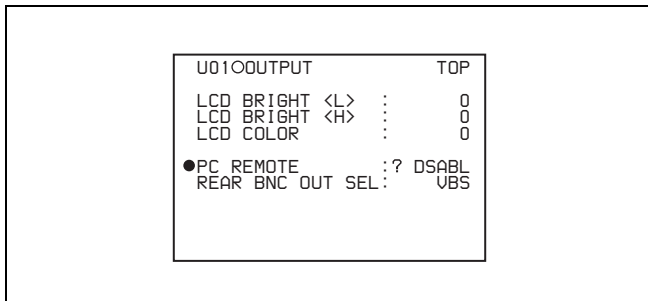 U01○OUTPUT TOP
LCD BRIGHT <L> : 0
LCD BRIGHT <H> : 0
LCD COLOR : 0
●PC REMOTE :? DSABL
REAR BNC OUT SEL: VBS